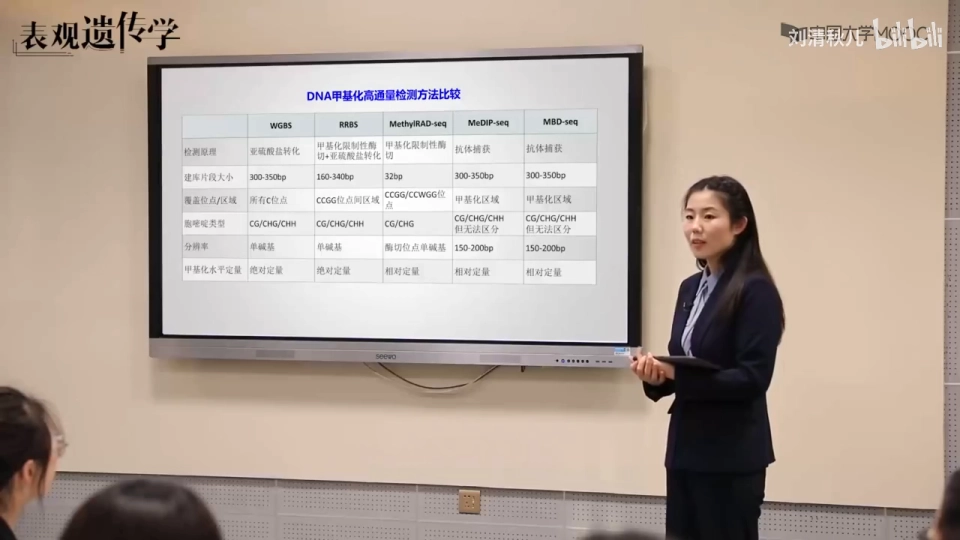 表观遗传学
刘清秋儿 bilibili
DNA甲基化高通量检测方法比较
WGBS RRBS MethylRAD-seq MeDIP-seq MBD-seq
检测原理 亚硫酸盐转化 甲基化限制性酶切+亚硫酸盐转化 甲基化限制性酶切 抗体捕获 抗体捕获
建库片段大小 300-350bp 160-340bp 32bp 300-350bp 300-350bp
覆盖位点/区域 所有C位点 CCGG位点间区域 CCGG/CCWGG位点 甲基化区域 甲基化区域
胞嘧啶类型 CG/CHG/CHH CG/CHG/CHH CG/CHG CG/CHG/CHH但无法区分 CG/CHG/CHH但无法区分
分辨率 单碱基 单碱基 酶切位点单碱基 150-200bp 150-200bp
甲基化水平定量 绝对定量 绝对定量 相对定量 相对定量 相对定量
seewo